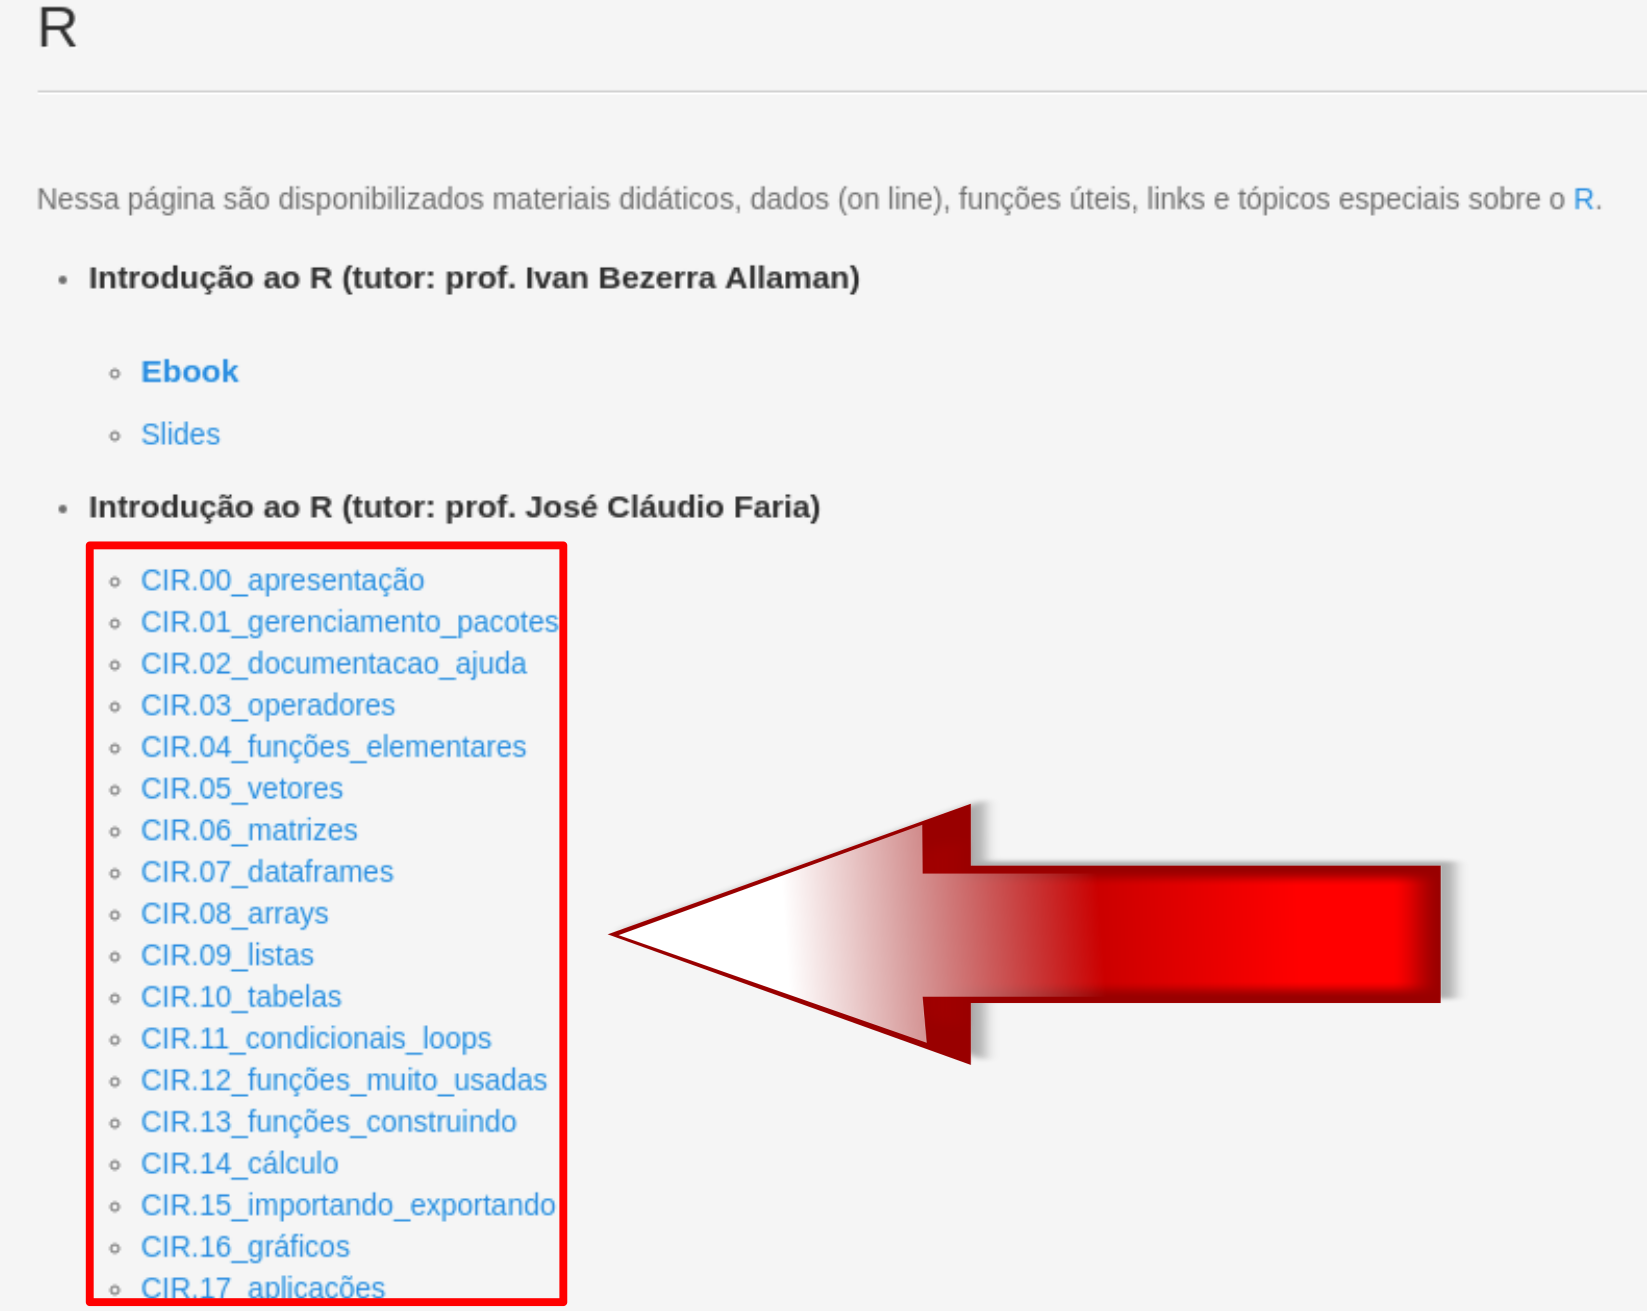 R
Nessa página são disponibilizados materiais didáticos, dados (on line), funções úteis, links e tópicos especiais sobre o R.
Introdução ao R (tutor: prof. Ivan Bezerra Allaman)
Ebook
Slides
Introdução ao R (tutor: prof. José Cláudio Faria)
CIR.00_apresentação
CIR.01_gerenciamento_pacotes
CIR.02_documentacao_ajuda
CIR.03_operadores
CIR.04_funções_elementares
CIR.05_vetores
CIR.06_matrizes
CIR.07_dataframes
CIR.08_arrays
CIR.09_listas
CIR.10_tabelas
CIR.11_condicionais_loops
CIR.12_funções_muito_usadas
CIR.13_funções_construindo
CIR.14_cálculo
CIR.15_importando_exportando
CIR.16_gráficos
CIR.17_aplicações